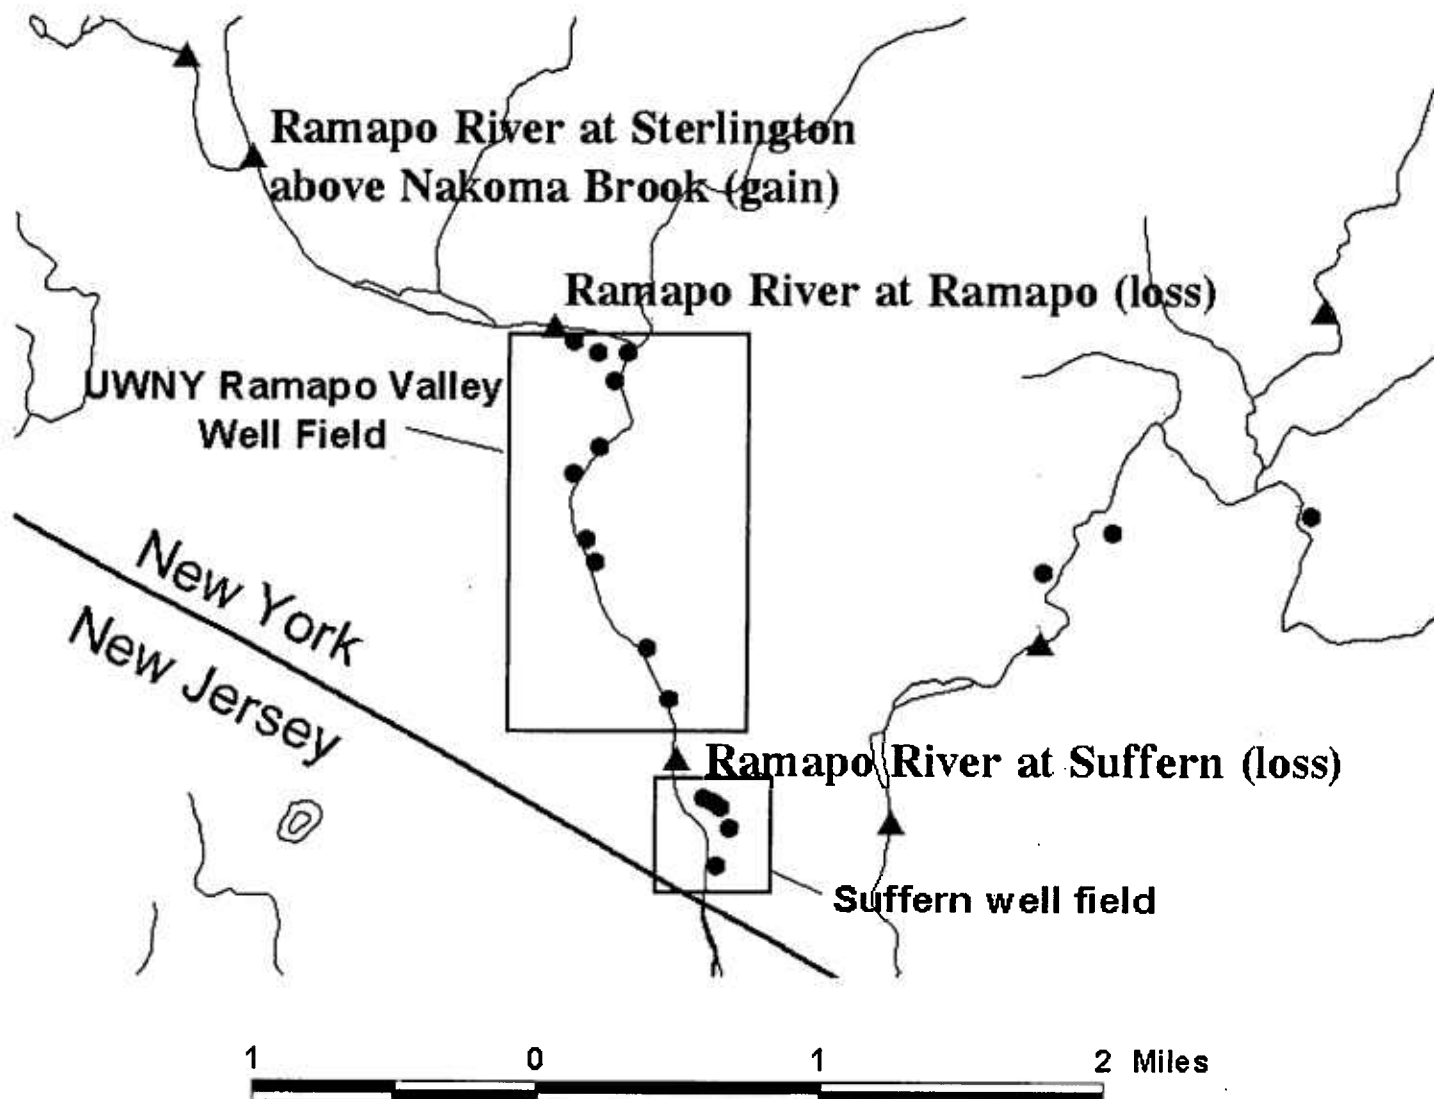 Ramapo River at Sterlington
above Nakoma Brook (gain)
Ramapo River at Ramapo (loss)
UWNY Ramapo Valley
Well Field
New York
New Jersey
Ramapo River at Suffern (loss)
Suffern well field
1 0 1 2 Miles